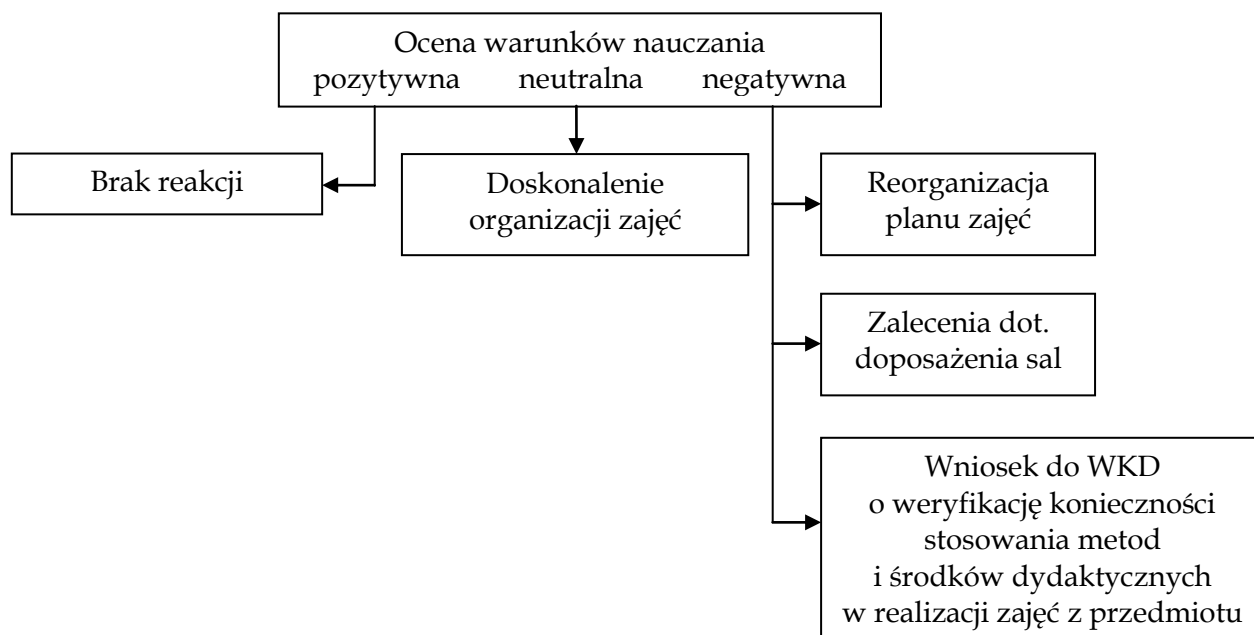 Ocena warunków nauczania
pozytywna neutralna negatywna
Brak reakcji
Doskonalenie
organizacji zajęć
Reorganizacja
planu zajęć
Zalecenia dot.
doposażenia sal
Wniosek do WKD
o weryfikację konieczności
stosowania metod
i środków dydaktycznych
w realizacji zajęć z przedmiotu